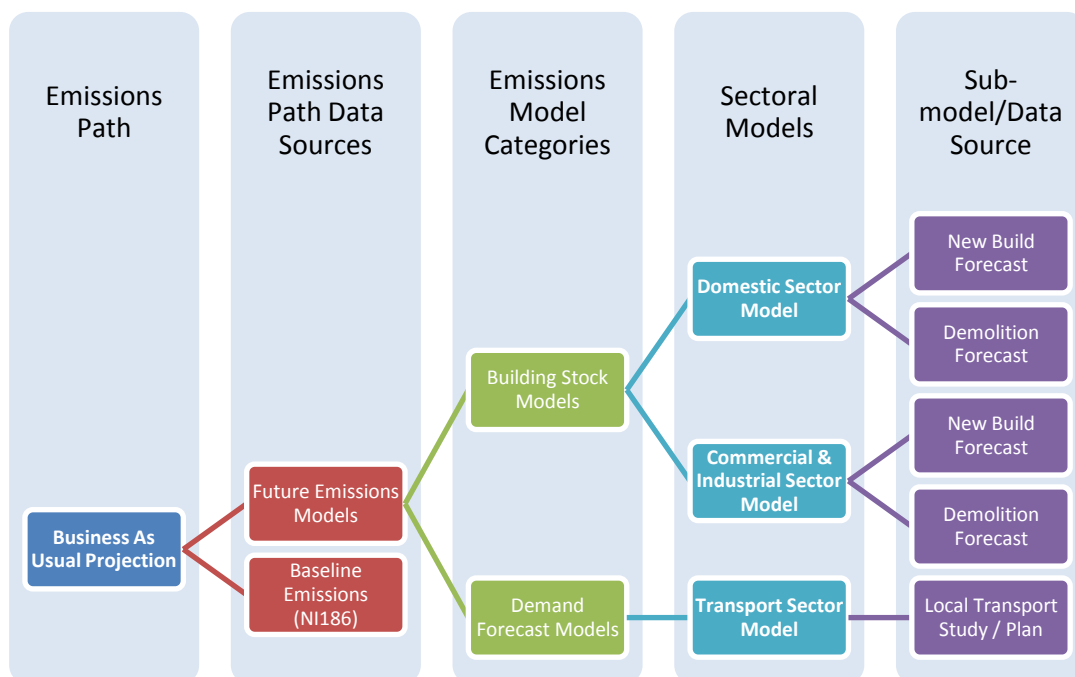 Emissions
Path
Emissions
Path Data
Sources
Emissions
Model
Categories
Sectoral
Models
Sub-
model/Data
Source
Business As
Usual Projection
Future Emissions
Models
Baseline
Emissions
(NI186)
Building Stock
Models
Demand
Forecast Models
Domestic Sector
Model
Commercial &
Industrial Sector
Model
Transport Sector
Model
New Build
Forecast
Demolition
Forecast
New Build
Forecast
Demolition
Forecast
Local Transport
Study / Plan